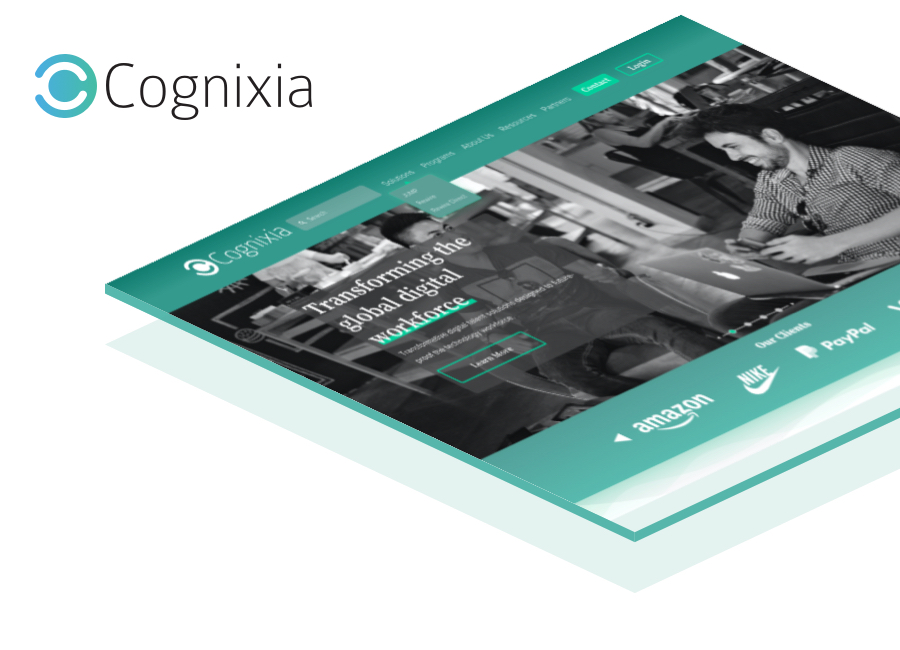 Cognixia
Contact
Login
Search
Solutions
Programs
About Us
Resources
Partners
JUMP
Cognixia
Transforming the
global digital
workforce
Transformative digital talent solutions designed to future-
proof the technology workforce.
Learn More
Our Clients
amazon
NIKE
PayPal